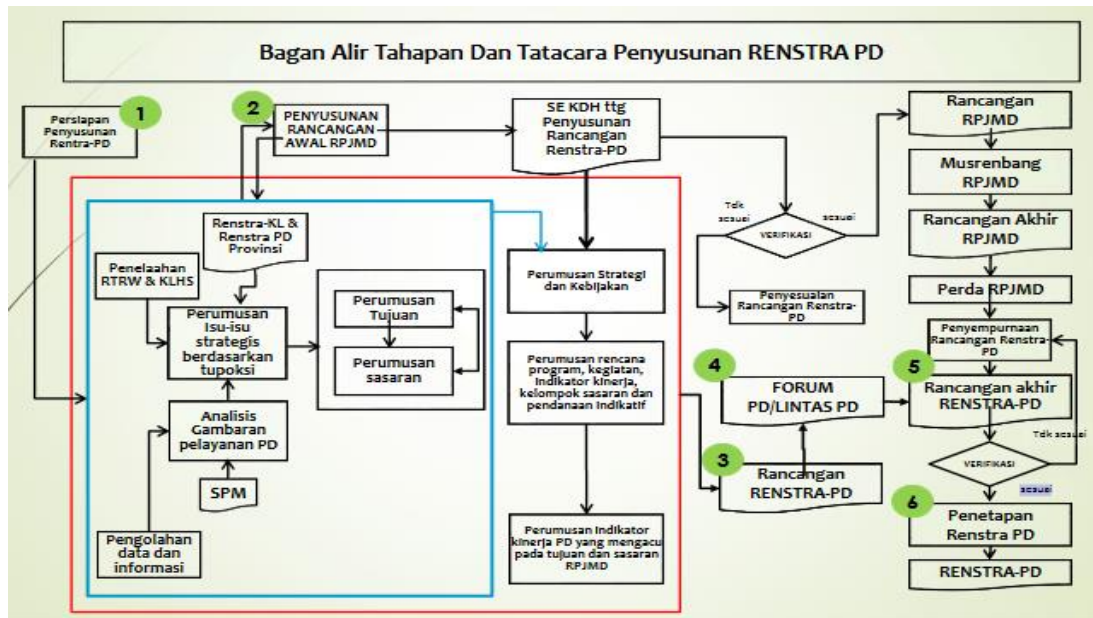 Bagan Alir Tahapan Dan Tatacara Penyusunan RENSTRA PD
1
Persiapan
Penyusunan
Rentra-PD
2
PENYUSUNAN
RANCANGAN
AWAL RPJMD
SE KDH ttg
Penyusunan
Rancangan
Renstra-PD
Rancangan
RPJMD
Musrenbang
RPJMD
Rancangan Akhir
RPJMD
Perda RPJMD
Penyempurnaan
Rancangan Renstra-
PD
Tdk
sesuai
VERIFIKASI
sesuai
Penyesuaian
Rancangan Renstra-
PD
Renstra-KL &
Renstra PD
Provinsi
Penelaahan
RTRW & KLHS
Perumusan
Isu-isu
strategis
berdasarkan
tupoksi
Perumusan
Tujuan
Perumusan
sasaran
Analisis
Gambaran
pelayanan PD
SPM
Pengolahan
data dan
informasi
Perumusan Strategi
dan Kebijakan
Perumusan rencana
program, kegiatan,
indikator kinerja,
kelompok sasaran dan
pendanaan Indikatif
Perumusan Indikator
kinerja PD yang mengacu
pada tujuan dan sasaran
RPJMD
3
Rancangan
RENSTRA-PD
4
FORUM
PD/LINTAS PD
5
Rancangan akhir
RENSTRA-PD
Tdk sesuai
VERIFIKASI
sesuai
6
Penetapan
Renstra PD
RENSTRA-PD